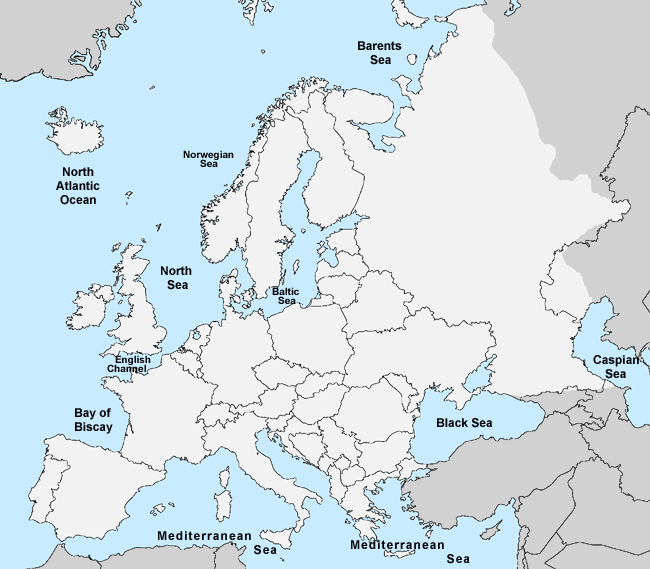 Barents
Sea
Norwegian
Sea
North
Atlantic
Ocean
North
Sea
Baltic
Sea
English
Channel
Caspian
Sea
Bay of
Biscay
Black Sea
Mediterranean
Sea
Mediterranean
Sea